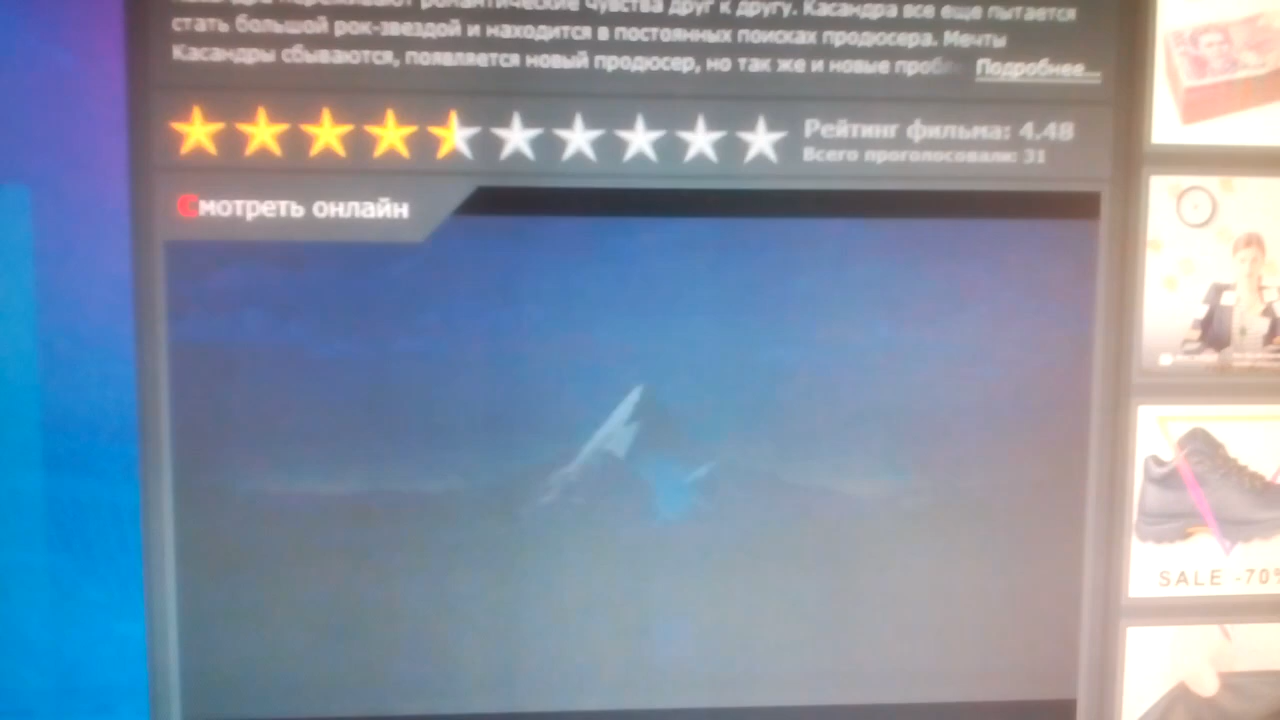 переживают романтические чувства друг к другу. Касандра все еще пытается
стать большой рок-звездой и находится в постоянных поисках продюсера. Мечты
Касандры сбываются, появляется новый продюсер, но так же и новые Подробнее...
Рейтинг фильма: 4.48
Всего проголосовали: 31
Смотреть онлайн
SALE -70%